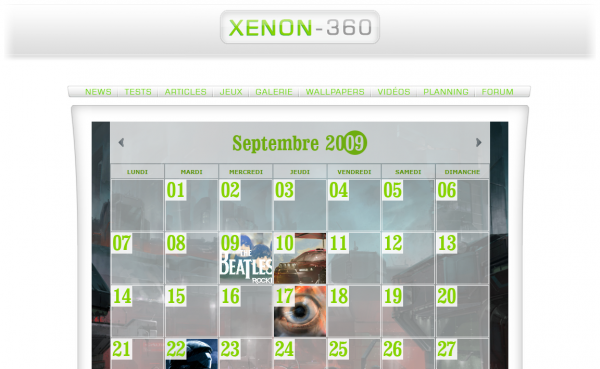 XENON-360
NEWS TESTS ARTICLES JEUX GALERIE WALLPAPERS VIDÉOS PLANNING FORUM
Septembre 2009
LUNDI MARDI MERCREDI JEUDI VENDREDI SAMEDI DIMANCHE
01 02 03 04 05 06
07 08 09 10 11 12 13
THE
BEATLES
ROCK
14 15 16 17 18 19 20
21 22 23 24 25 26 27